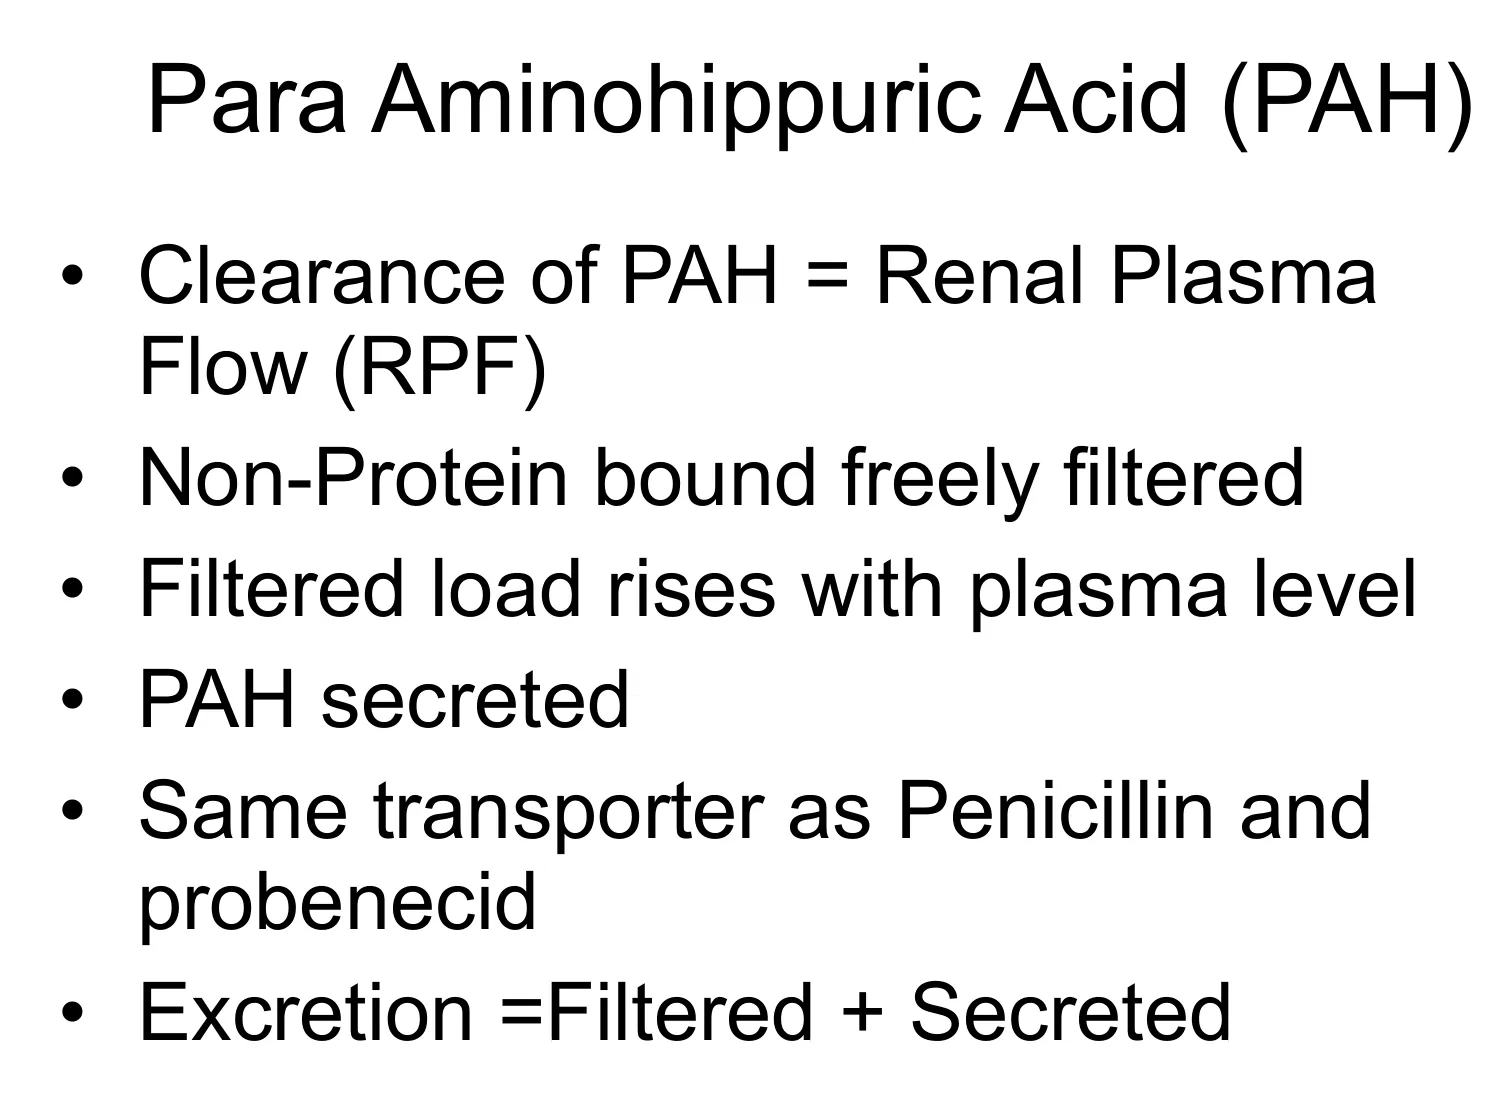 Para Aminohippuric Acid (PAH)
• Clearance of PAH = Renal Plasma
Flow (RPF)
• Non-Protein bound freely filtered
• Filtered load rises with plasma level
• PAH secreted
• Same transporter as Penicillin and
probenecid
• Excretion =Filtered + Secreted